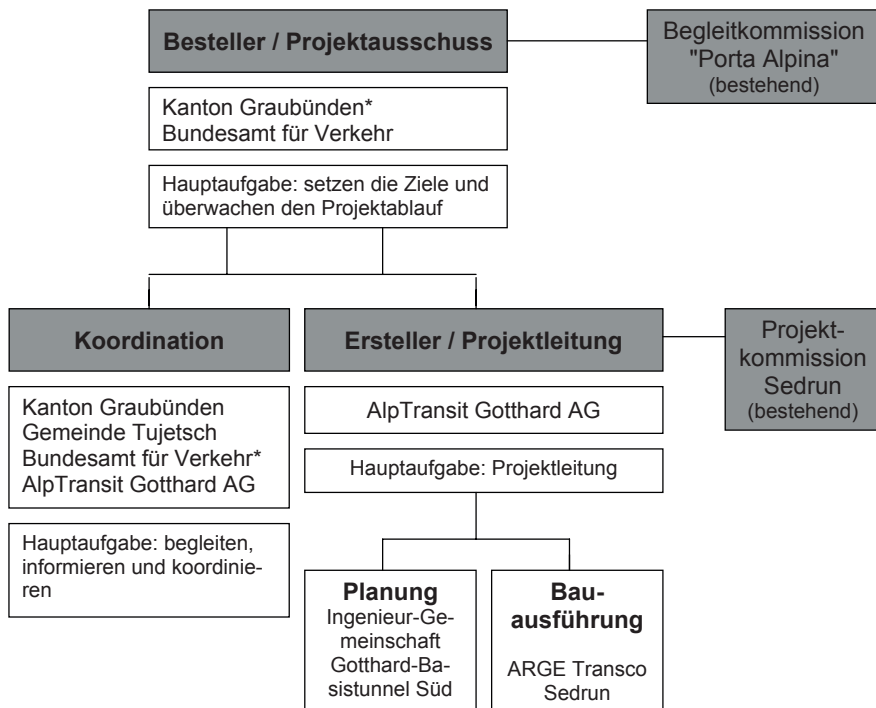 Besteller / Projektausschuss
Begleitkommission
"Porta Alpina"
(bestehend)
Kanton Graubünden*
Bundesamt für Verkehr
Hauptaufgabe: setzen die Ziele und
überwachen den Projektablauf
Koordination
Ersteller / Projektleitung
Projekt-
kommission
Sedrun
(bestehend)
Kanton Graubünden
Gemeinde Tujetsch
Bundesamt für Verkehr*
AlpTransit Gotthard AG
AlpTransit Gotthard AG
Hauptaufgabe: Projektleitung
Hauptaufgabe: begleiten,
informieren und koordinie-
ren
Planung
Ingenieur-Ge-
meinschaft
Gotthard-Ba-
sistunnel Süd
Bau-
ausführung
ARGE Transco
Sedrun